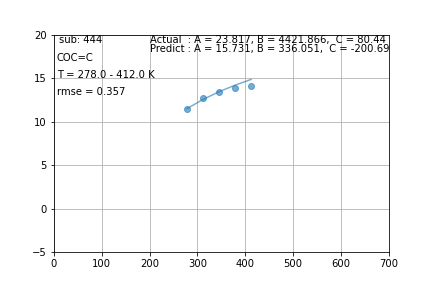 sub: 444
Actual : A = 23.817, B = 4421.866, C = 80.44
Predict : A = 15.731, B = 336.051, C = -200.69
COC=C
T = 278.0 - 412.0 K
rmse = 0.357
20
15
10
5
0
−5
0 100 200 300 400 500 600 700